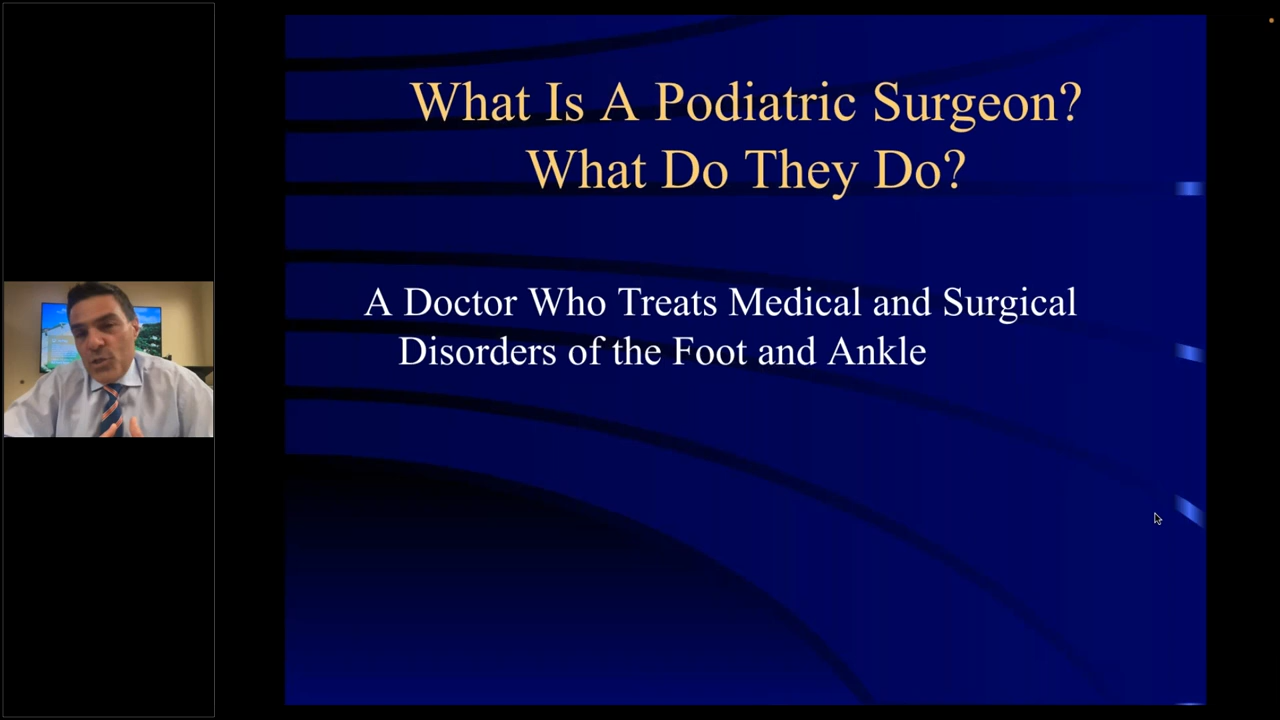 What Is A Podiatric Surgeon?
What Do They Do?
A Doctor Who Treats Medical and Surgical
Disorders of the Foot and Ankle